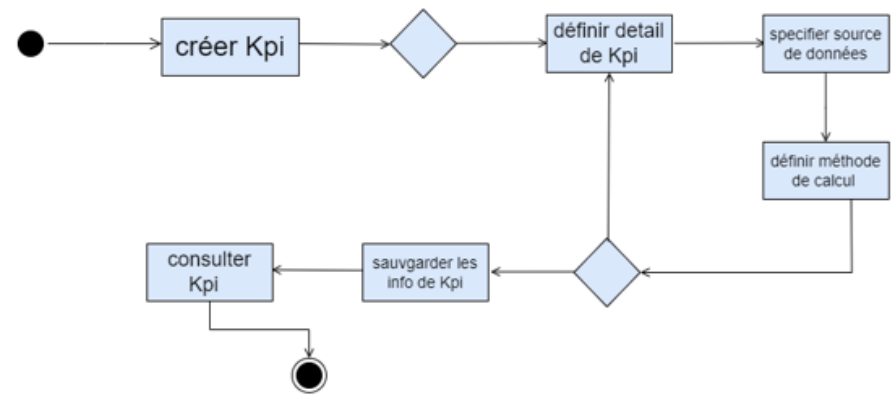 créer Kpi
définir detail
de Kpi
specifier source
de données
définir méthode
de calcul
sauvgarder les
info de Kpi
consulter
Kpi